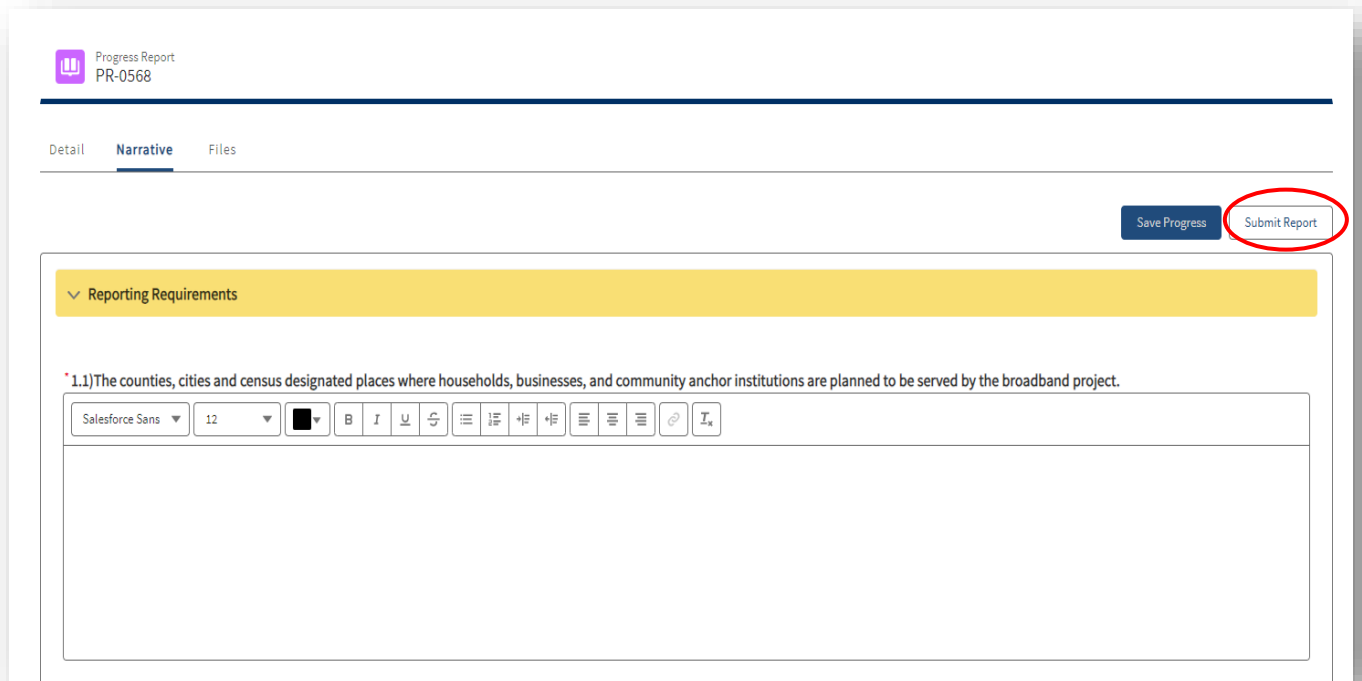 Progress Report
PR-0568
Detail Narrative Files
Save Progress Submit Report
Reporting Requirements
*1.1)The counties, cities and census designated places where households, businesses, and community anchor institutions are planned to be served by the broadband project.
Salesforce Sans 12 B I U S Tx